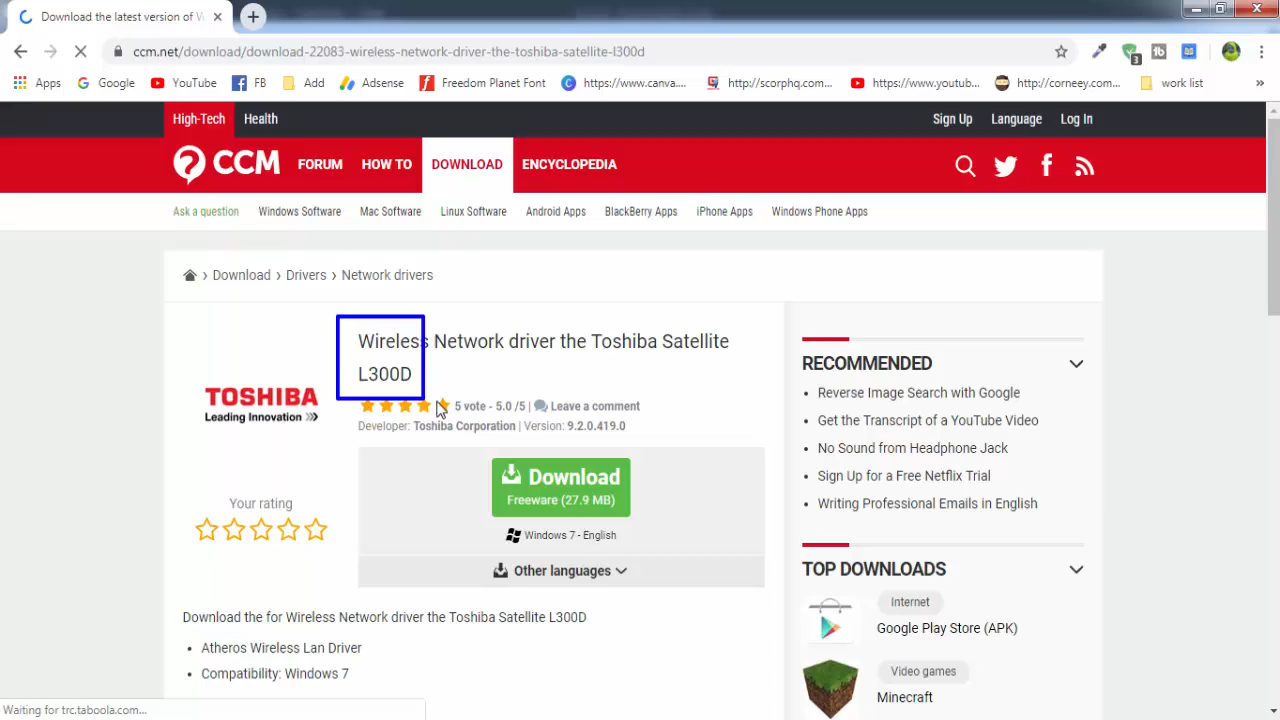 Download the latest version of W
ccm.net/download/download-22083-wireless-network-driver-the-toshiba-satellite-l300d
3
Apps Google YouTube FB Add Adsense Freedom Planet Font https://www.canva.... http://scorphq.com... https://www.youtub... http://corneey.com... work list »
High-Tech Health Sign Up Language Log In
CCM FORUM HOW TO DOWNLOAD ENCYCLOPEDIA
Ask a question Windows Software Mac Software Linux Software Android Apps BlackBerry Apps iPhone Apps Windows Phone Apps
Download › Drivers › Network drivers
Wireless Network driver the Toshiba Satellite
L300D
TOSHIBA
Leading Innovation >>>
5 vote - 5.0 /5 | Leave a comment
Developer: Toshiba Corporation | Version: 9.2.0.419.0
Download
Freeware (27.9 MB)
Windows 7 - English
Other languages
Your rating
Download the for Wireless Network driver the Toshiba Satellite L300D
• Atheros Wireless Lan Driver
• Compatibility: Windows 7
RECOMMENDED
• Reverse Image Search with Google
• Get the Transcript of a YouTube Video
• No Sound from Headphone Jack
• Sign Up for a Free Netflix Trial
• Writing Professional Emails in English
TOP DOWNLOADS
Internet
Google Play Store (APK)
Video games
Minecraft
Waiting for trc.taboola.com...